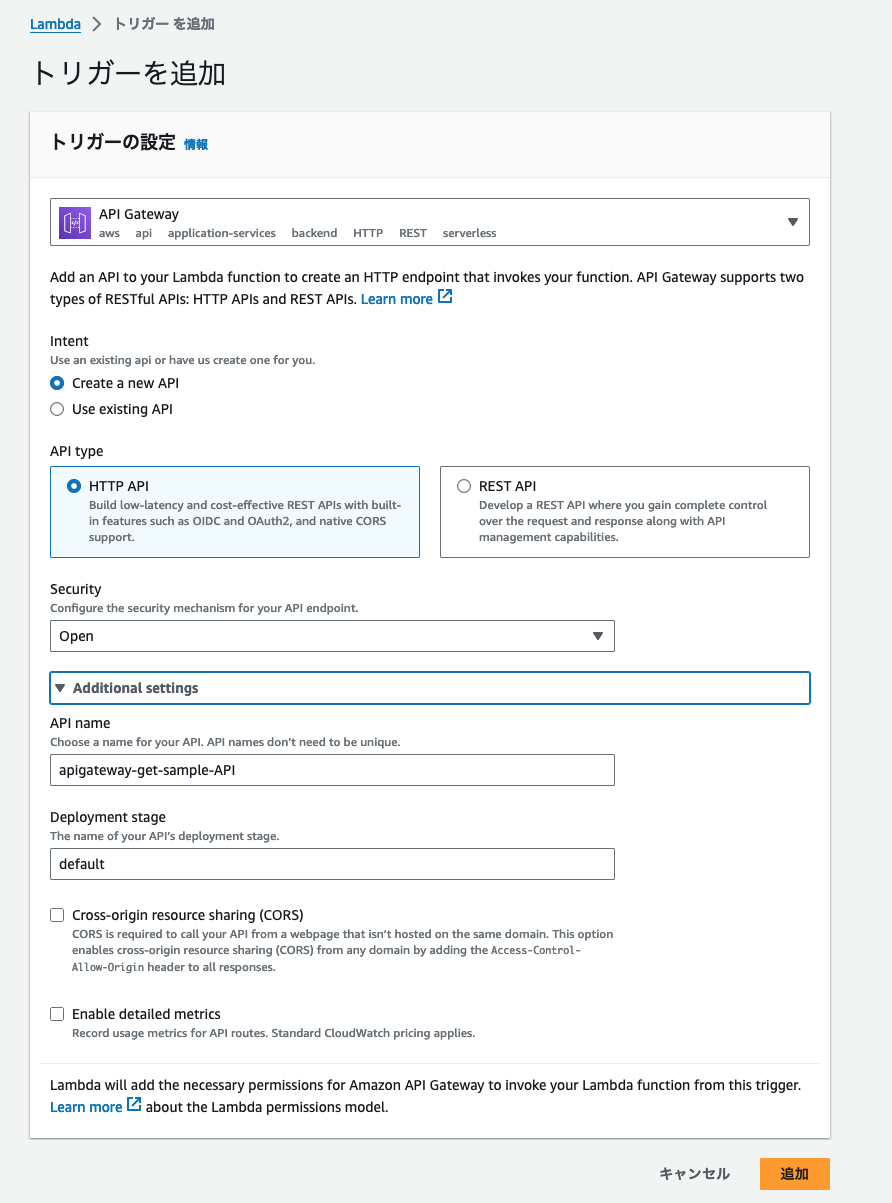 Lambda > トリガー を追加
トリガーを追加
トリガーの設定 情報
API Gateway
aws api application-services backend HTTP REST serverless
Add an API to your Lambda function to create an HTTP endpoint that invokes your function. API Gateway supports two
types of RESTful APIs: HTTP APIs and REST APIs. Learn more
Intent
Use an existing api or have us create one for you.
Create a new API
Use existing API
API type
HTTP API
Build low-latency and cost-effective REST APIs with built-
in features such as OIDC and OAuth2, and native CORS
support.
REST API
Develop a REST API where you gain complete control
over the request and response along with API
management capabilities.
Security
Configure the security mechanism for your API endpoint.
Open
Additional settings
API name
Choose a name for your API. API names don't need to be unique.
apigateway-get-sample-API
Deployment stage
The name of your API's deployment stage.
default
Cross-origin resource sharing (CORS)
CORS is required to call your API from a webpage that isn't hosted on the same domain. This option
enables cross-origin resource sharing (CORS) from any domain by adding the Access-Control-
Allow-Origin header to all responses.
Enable detailed metrics
Record usage metrics for API routes. Standard CloudWatch pricing applies.
Lambda will add the necessary permissions for Amazon API Gateway to invoke your Lambda function from this trigger.
Learn more about the Lambda permissions model.
キャンセル 追加